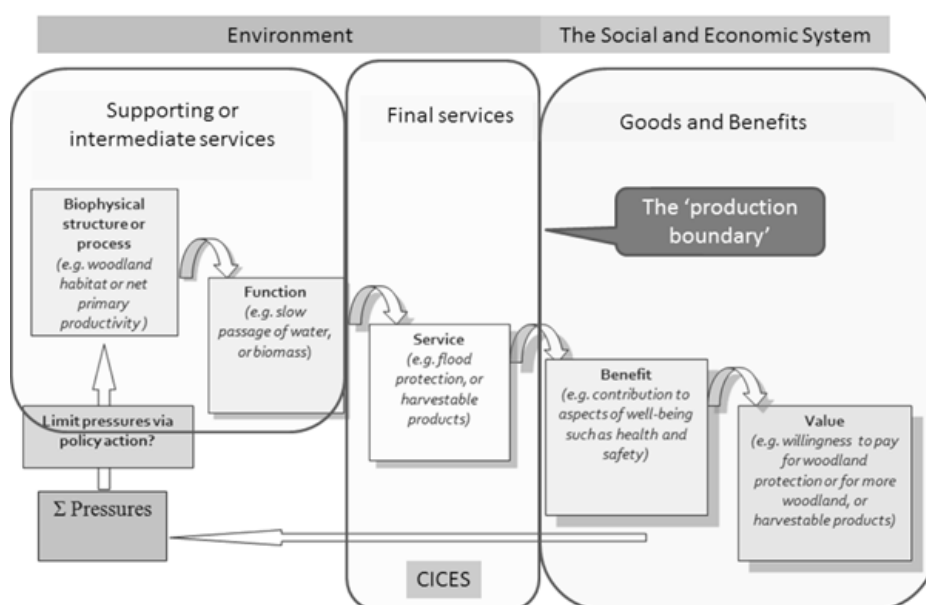 Environment
The Social and Economic System
Supporting or
intermediate services
Final services
Goods and Benefits
Biophysical
structure or
process
(e.g. woodland
habitat or net
primary
productivity )
The ‘production
boundary’
Function
(e.g. slow
passage of water,
or biomass)
Service
(e.g. flood
protection, or
harvestable
products)
Benefit
(e.g. contribution to
aspects of well-being
such as health and
safety)
Value
(e.g. willingness to pay
for woodland
protection or for more
woodland, or
harvestable products)
Limit pressures via
policy action?
Σ Pressures
CICES